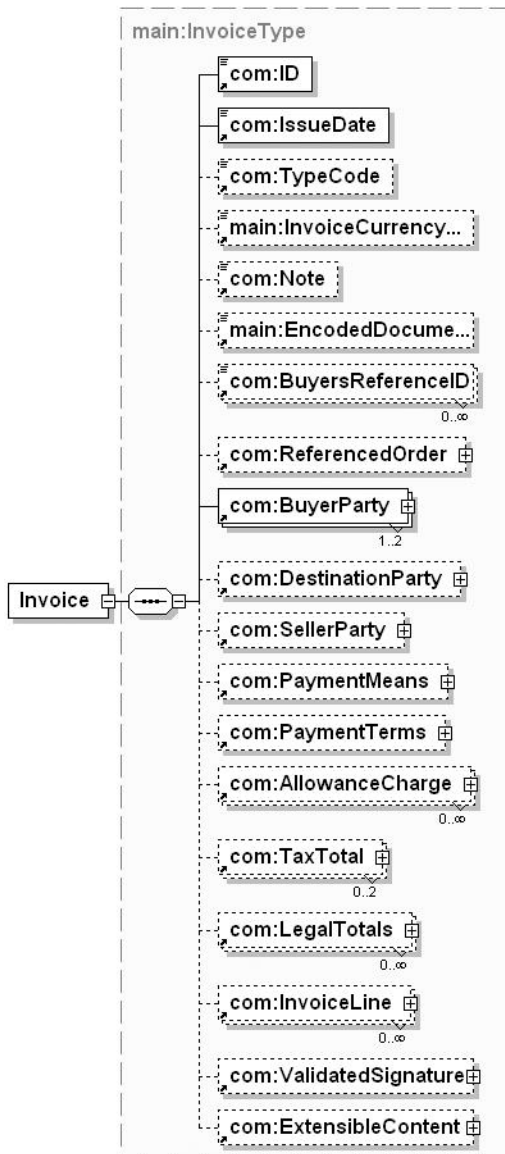 main:InvoiceType
com:ID
com:IssueDate
com:TypeCode
main:InvoiceCurrency...
com:Note
main:EncodedDocume...
com:BuyersReferenceID
0..∞
com:ReferencedOrder
com:BuyerParty
1..2
com:DestinationParty
Invoice
com:SellerParty
com:PaymentMeans
com:PaymentTerms
com:AllowanceCharge
0..∞
com:TaxTotal
0..2
com:LegalTotals
0..∞
com:InvoiceLine
0..∞
com:ValidatedSignature
com:ExtensibleContent